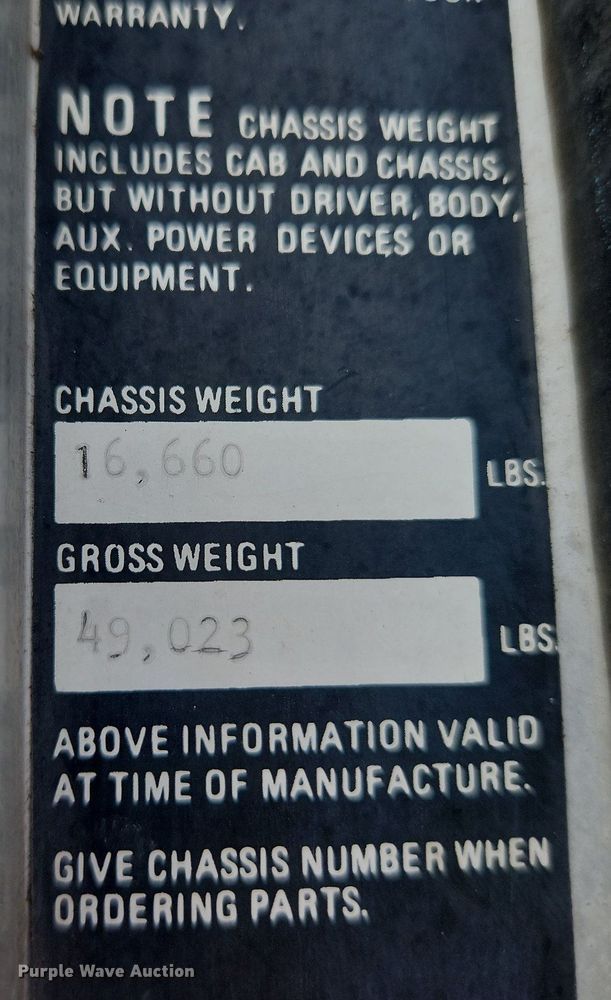 WARRANTY.
NOTE CHASSIS WEIGHT
INCLUDES CAB AND CHASSIS,
BUT WITHOUT DRIVER, BODY,
AUX. POWER DEVICES OR
EQUIPMENT.
CHASSIS WEIGHT
16,660 LBS.
GROSS WEIGHT
49,023 LBS.
ABOVE INFORMATION VALID
AT TIME OF MANUFACTURE.
GIVE CHASSIS NUMBER WHEN
ORDERING PARTS.
Purple Wave Auction